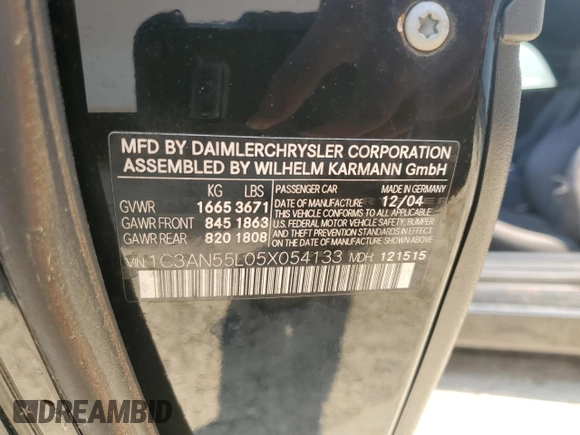 MFD BY DAIMLERCHRYSLER CORPORATION
ASSEMBLED BY WILHELM KARMANN GmbH
KG LBS
GVWR 1665 3671
GAWR FRONT 845 1863
GAWR REAR 820 1808
PASSENGER CAR MADE IN GERMANY
DATE OF MANUFACTURE 12/04
THIS VEHICLE CONFORMS TO ALL APPLICABLE
U.S. FEDERAL MOTOR VEHICLE SAFETY, BUMPER
AND THEFT PREVENTION STANDARDS IN EFFECT
ON THE DATE OF MANUFACTURE SHOWN ABOVE
VIN 1C3AN55L05X054133 MDH: 121515
DREAMBID